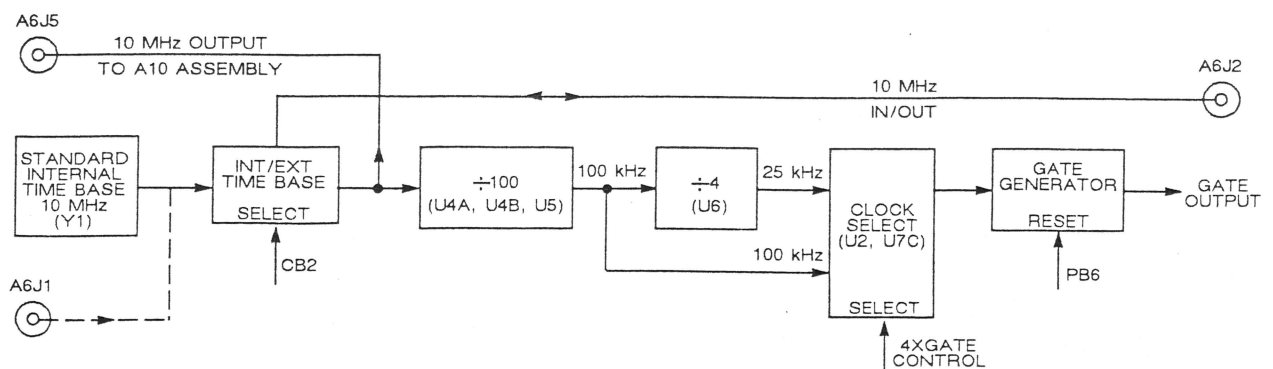 A6J5
10 MHz OUTPUT
TO A10 ASSEMBLY
A6J2
10 MHz
IN/OUT
STANDARD
INTERNAL
TIME BASE
10 MHz
(Y1)
INT/EXT
TIME BASE
SELECT
CB2
÷100
(U4A, U4B, U5)
100 kHz
÷4
(U6)
25 kHz
100 kHz
CLOCK
SELECT
(U2, U7C)
SELECT
4XGATE
CONTROL
GATE
GENERATOR
RESET
PB6
GATE
OUTPUT
A6J1